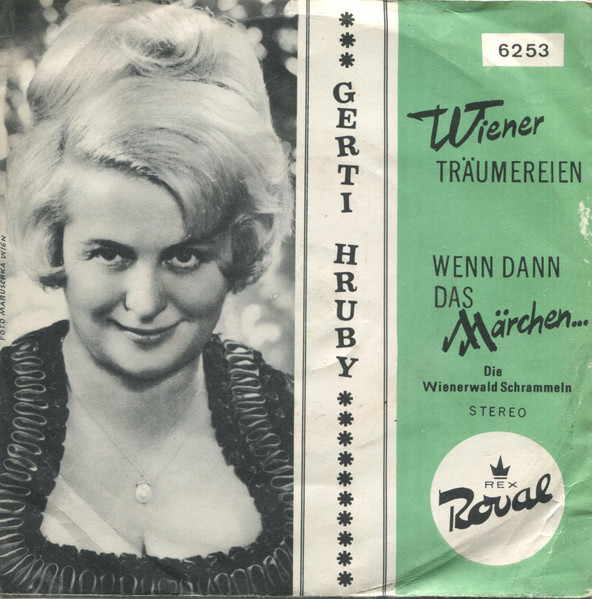 FOTO MARUSCHKA WIEN
GERTI HRUBY
6253
Wiener
TRÄUMEREIEN
WENN DANN
DAS
Märchen...
Die
Wienerwald Schrammeln
STEREO
REX
Royal